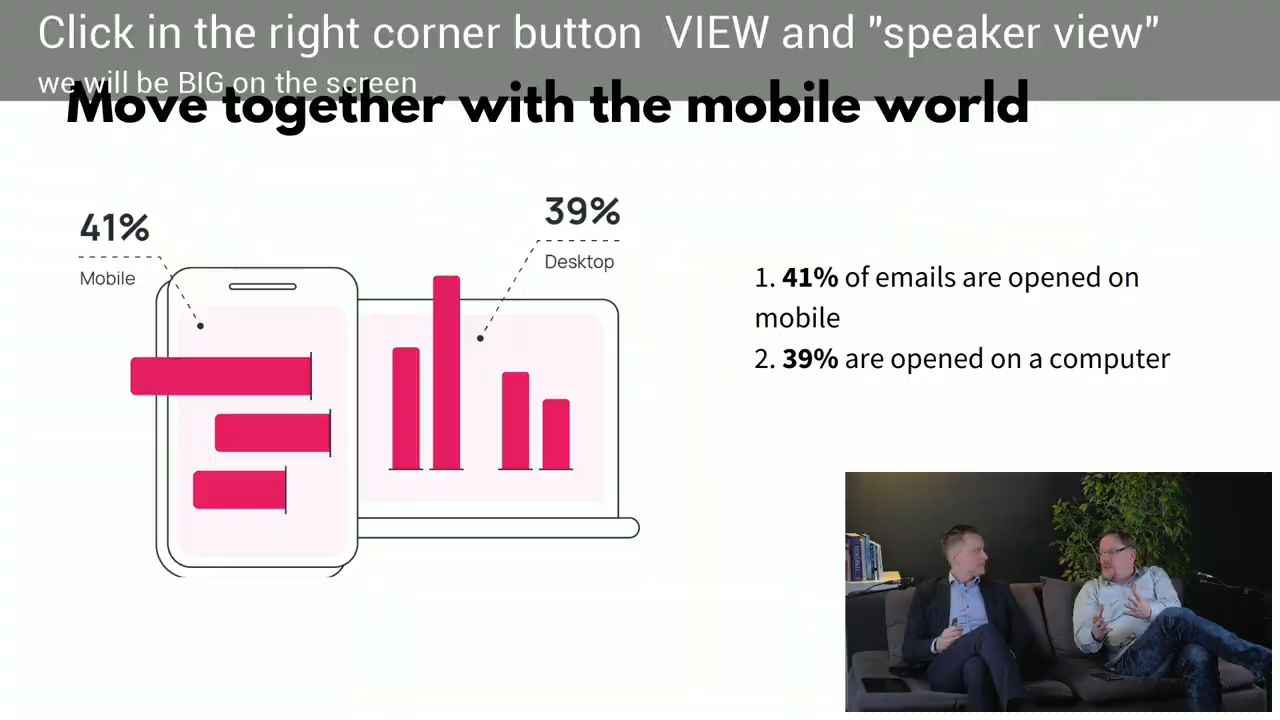 Click in the right corner button VIEW and "speaker view"
we will be BIG on the screen
Move together with the mobile world
41%
Mobile
39%
Desktop
1. 41% of emails are opened on
mobile
2. 39% are opened on a computer